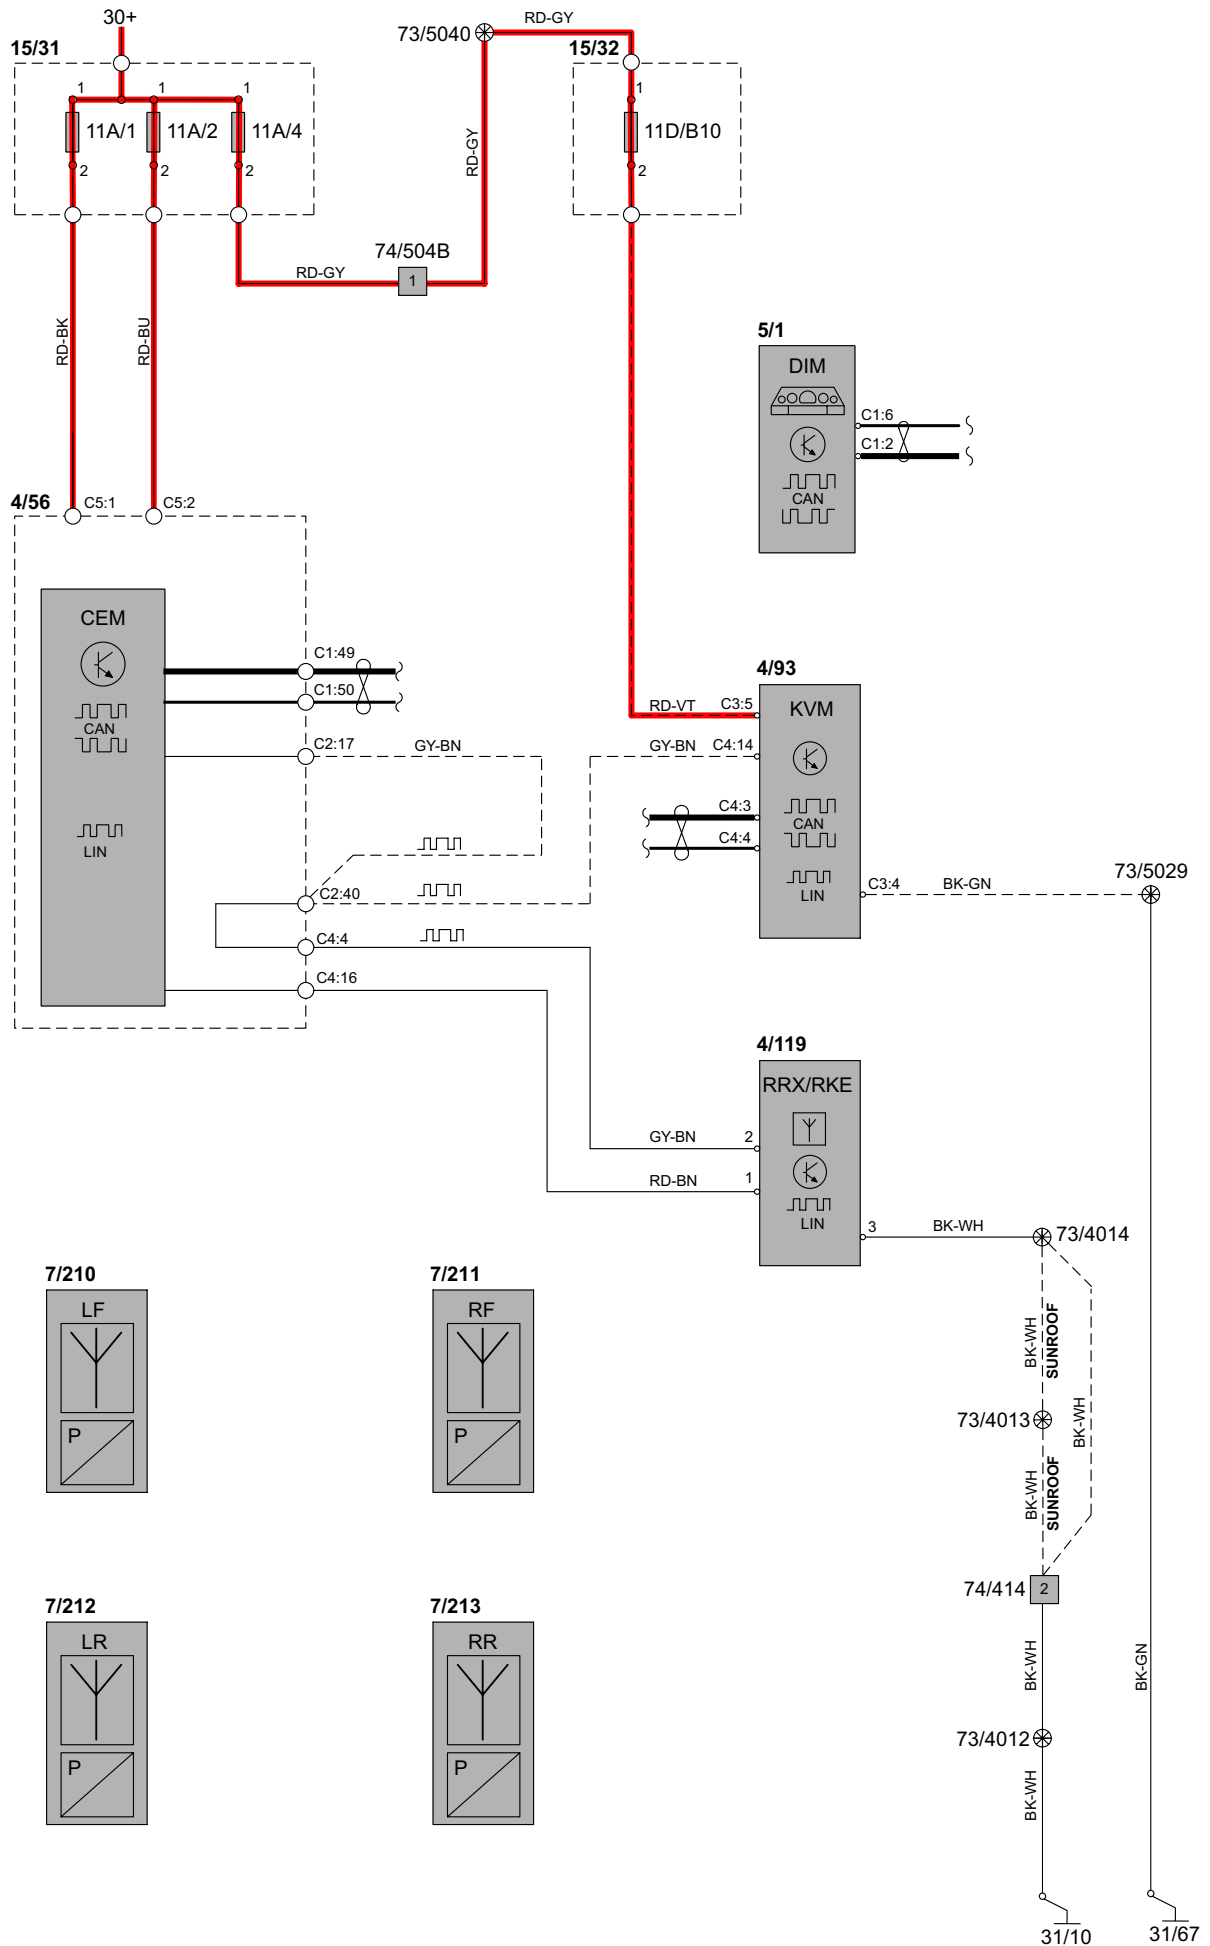 30+
73/5040
RD-GY
15/31
15/32
1
1
1
1
11A/1
11A/2
11A/4
11D/B10
RD-GY
2
2
2
2
74/504B
RD-GY
1
RD-BK
RD-BU
5/1
DIM
C1:6
C1:2
CAN
4/56
C5:1
C5:2
CEM
C1:49
4/93
C1:50
RD-VT
C3:5
KVM
CAN
C2:17
GY-BN
GY-BN
C4:14
C4:3
CAN
C4:4
LIN
73/5029
C2:40
C3:4
BK-GN
LIN
C4:4
C4:16
4/119
RRX/RKE
GY-BN
2
RD-BN
1
LIN
3
BK-WH
73/4014
7/210
7/211
LF
RF
BK-WH
SUNROOF
BK-WH
73/4013
P
P
BK-WH
SUNROOF
74/414
2
7/212
7/213
LR
RR
BK-WH
BK-GN
73/4012
P
P
BK-WH
31/10
31/67